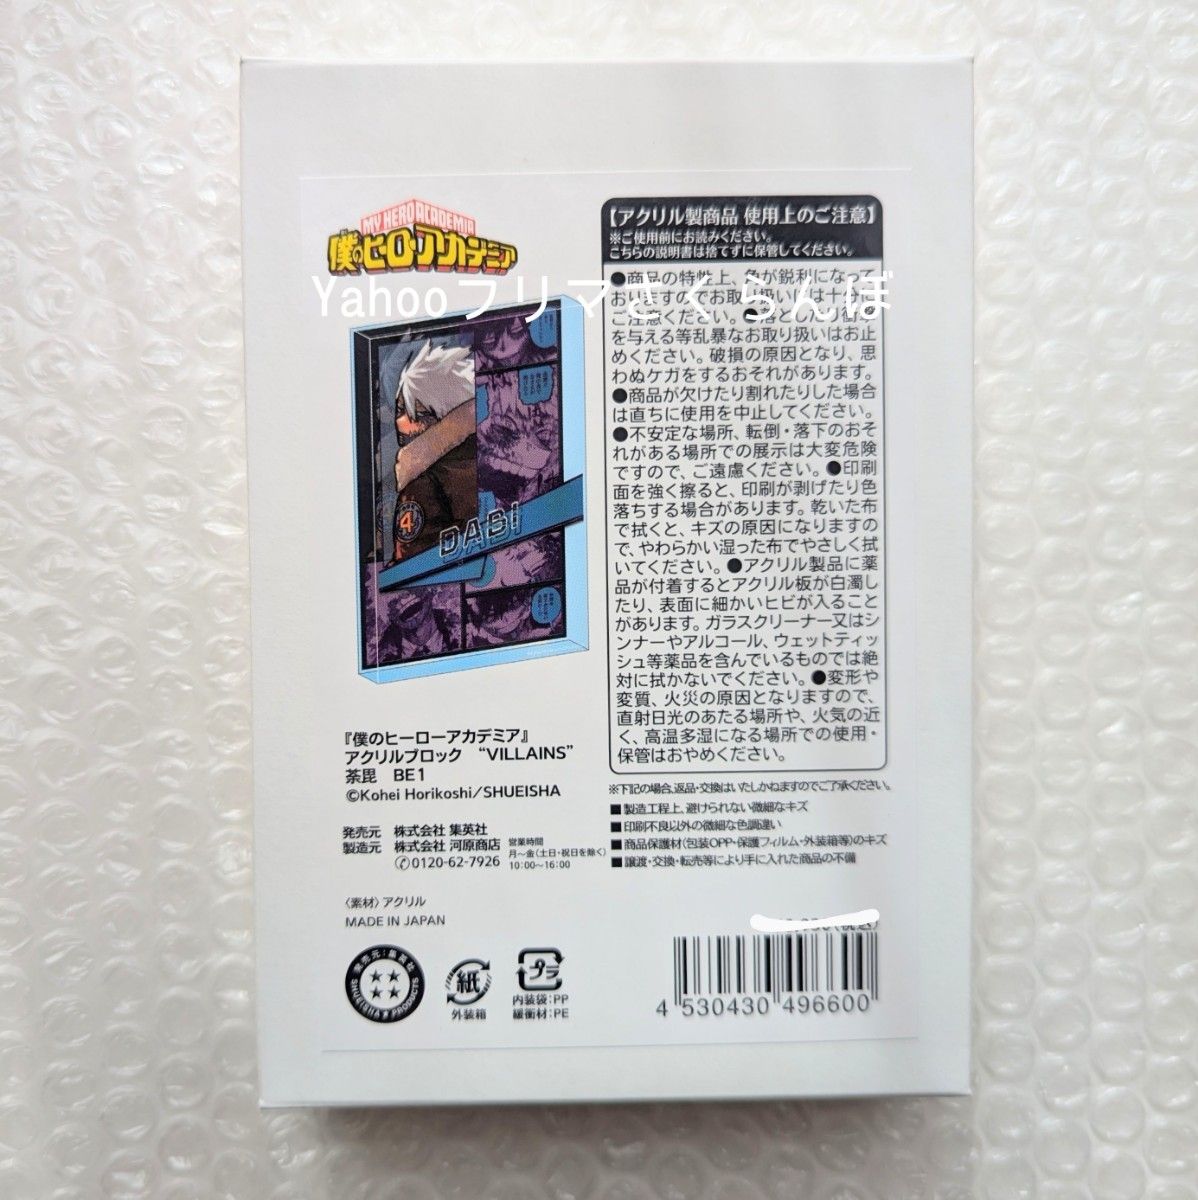 MY HERO ACADEMIA
僕のヒーローアカデミア
Yahooフリマさくらんぼ
DABI
4
『僕のヒーローアカデミア』
アクリルブロック “VILLAINS”
荼毘 BE1
©Kohei Horikoshi/SHUEISHA
発売元 株式会社 集英社
製造元 株式会社 河原商店
0120-62-7926
営業時間
月〜金(土日・祝日を除く)
10:00〜16:00
〈素材〉アクリル
MADE IN JAPAN
発売元:集英社
SHUEISHA PRODUCTS
紙
外装箱
プラ
内装袋:PP
緩衝材:PE
【アクリル製商品 使用上のご注意】
※ご使用前にお読みください。
こちらの説明書は捨てずに保管してください。
●商品の特性上、角が鋭利になって
おりますのでお取り扱いには十分に
ご注意ください。●落としたり衝撃
を与える等乱暴なお取り扱いはお止
めください。破損の原因となり、思
わぬケガをするおそれがあります。
●商品が欠けたり割れたりした場合
は直ちに使用を中止してください。
●不安定な場所、転倒・落下のおそ
れがある場所での展示は大変危険
ですので、ご遠慮ください。●印刷
面を強く擦ると、印刷が剥げたり色
落ちする場合があります。乾いた布
で拭くと、キズの原因になりますの
で、やわらかい湿った布でやさしく拭
いてください。●アクリル製品に薬
品が付着するとアクリル板が白濁し
たり、表面に細かいヒビが入ること
があります。ガラスクリーナー又はシ
ンナーやアルコール、ウェットティッ
シュ等薬品を含んでいるものでは絶
対に拭かないでください。●変形や
変質、火災の原因となりますので、
直射日光のあたる場所や、火気の近
く、高温多湿になる場所での使用・
保管はおやめください。
※下記の場合、返品・交換はいたしかねますのでご了承ください。
■製造工程上、避けられない微細なキズ
■印刷不良以外の微細な色調違い
■商品保護材(包装OPP・保護フィルム・外装箱等)のキズ
■譲渡・交換・転売等により手に入れた商品の不備
(税込)
4 530430 496600